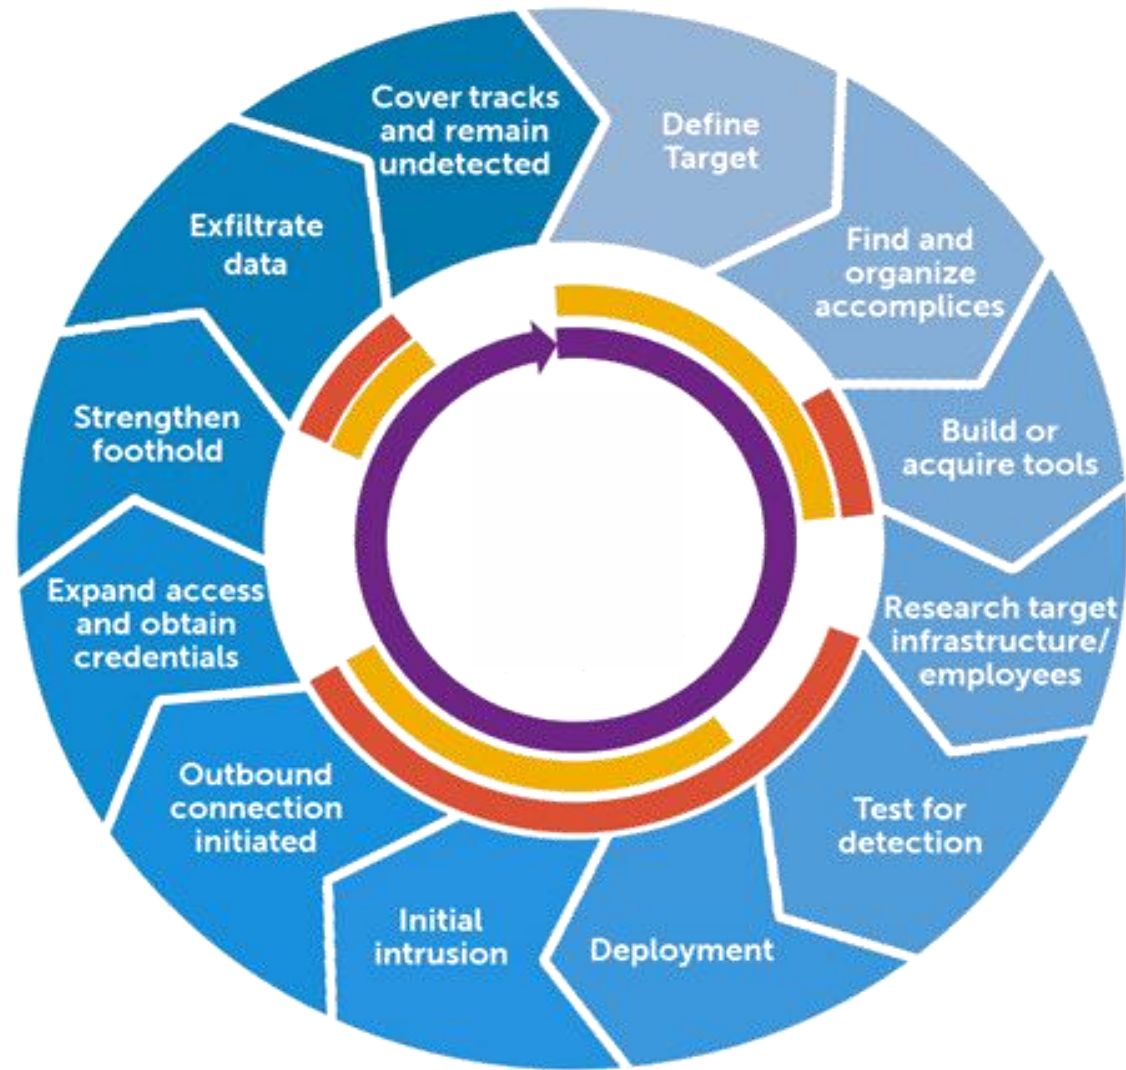 Define
Target
Find and
organize
accomplices
Build or
acquire tools
Research target
infrastructure/
employees
Test for
detection
Deployment
Initial
intrusion
Outbound
connection
initiated
Expand access
and obtain
credentials
Strengthen
foothold
Exfiltrate
data
Cover tracks
and remain
undetected